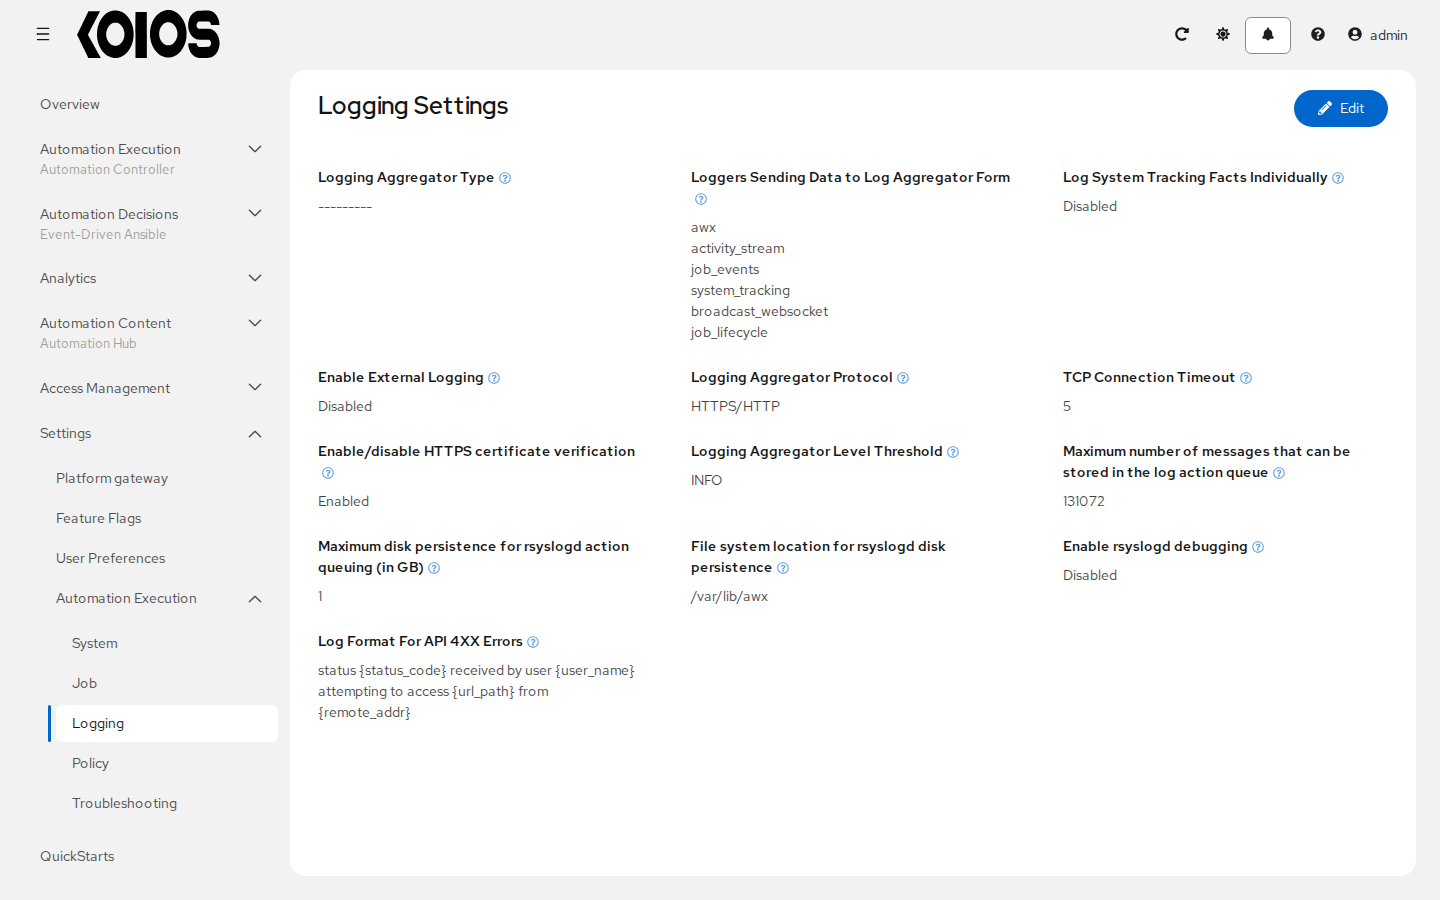 KOIOS
admin
Overview
Automation Execution
Automation Controller
Automation Decisions
Event-Driven Ansible
Analytics
Automation Content
Automation Hub
Access Management
Settings
Platform gateway
Feature Flags
User Preferences
Automation Execution
System
Job
Logging
Policy
Troubleshooting
QuickStarts
Logging Settings
Edit
Logging Aggregator Type
---------
Loggers Sending Data to Log Aggregator Form
awx
activity_stream
job_events
system_tracking
broadcast_websocket
job_lifecycle
Log System Tracking Facts Individually
Disabled
Enable External Logging
Disabled
Logging Aggregator Protocol
HTTPS/HTTP
TCP Connection Timeout
5
Enable/disable HTTPS certificate verification
Enabled
Logging Aggregator Level Threshold
INFO
Maximum number of messages that can be
stored in the log action queue
131072
Maximum disk persistence for rsyslogd action
queuing (in GB)
1
File system location for rsyslogd disk
persistence
/var/lib/awx
Enable rsyslogd debugging
Disabled
Log Format For API 4XX Errors
status {status_code} received by user {user_name}
attempting to access {url_path} from
{remote_addr}